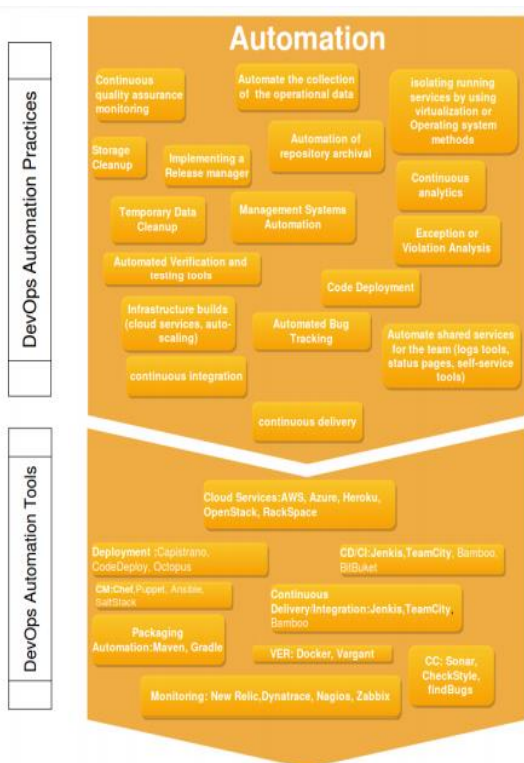 Automation
DevOps Automation Practices
Continuous
quality assurance
monitoring
Automate the collection
of the operational data
isolating running
services by using
virtualization or
Operating system
methods
Storage
Cleanup
Implementing a
Release manager
Automation of
repository archival
Continuous
analytics
Temporary Data
Cleanup
Management Systems
Automation
Exception or
Violation Analysis
Automated Verification and
testing tools
Code Deployment
Infrastructure builds
(cloud services, auto-
scaling)
Automated Bug
Tracking
Automate shared services
for the team (logs tools,
status pages, self-service
tools)
continuous integration
continuous delivery
DevOps Automation Tools
Cloud Services:AWS, Azure, Heroku,
OpenStack, RackSpace
Deployment :Capistrano,
CodeDeploy, Octopus
CD/CI:Jenkis,TeamCity, Bamboo,
BitBuket
CM:Chef,Puppet, Ansible,
SaltStack
Continuous
Delivery/Integration:Jenkis,TeamCity,
Bamboo
Packaging
Automation:Maven, Gradle
VER: Docker, Vargant
CC: Sonar,
CheckStyle,
findBugs
Monitoring: New Relic,Dynatrace, Nagios, Zabbix